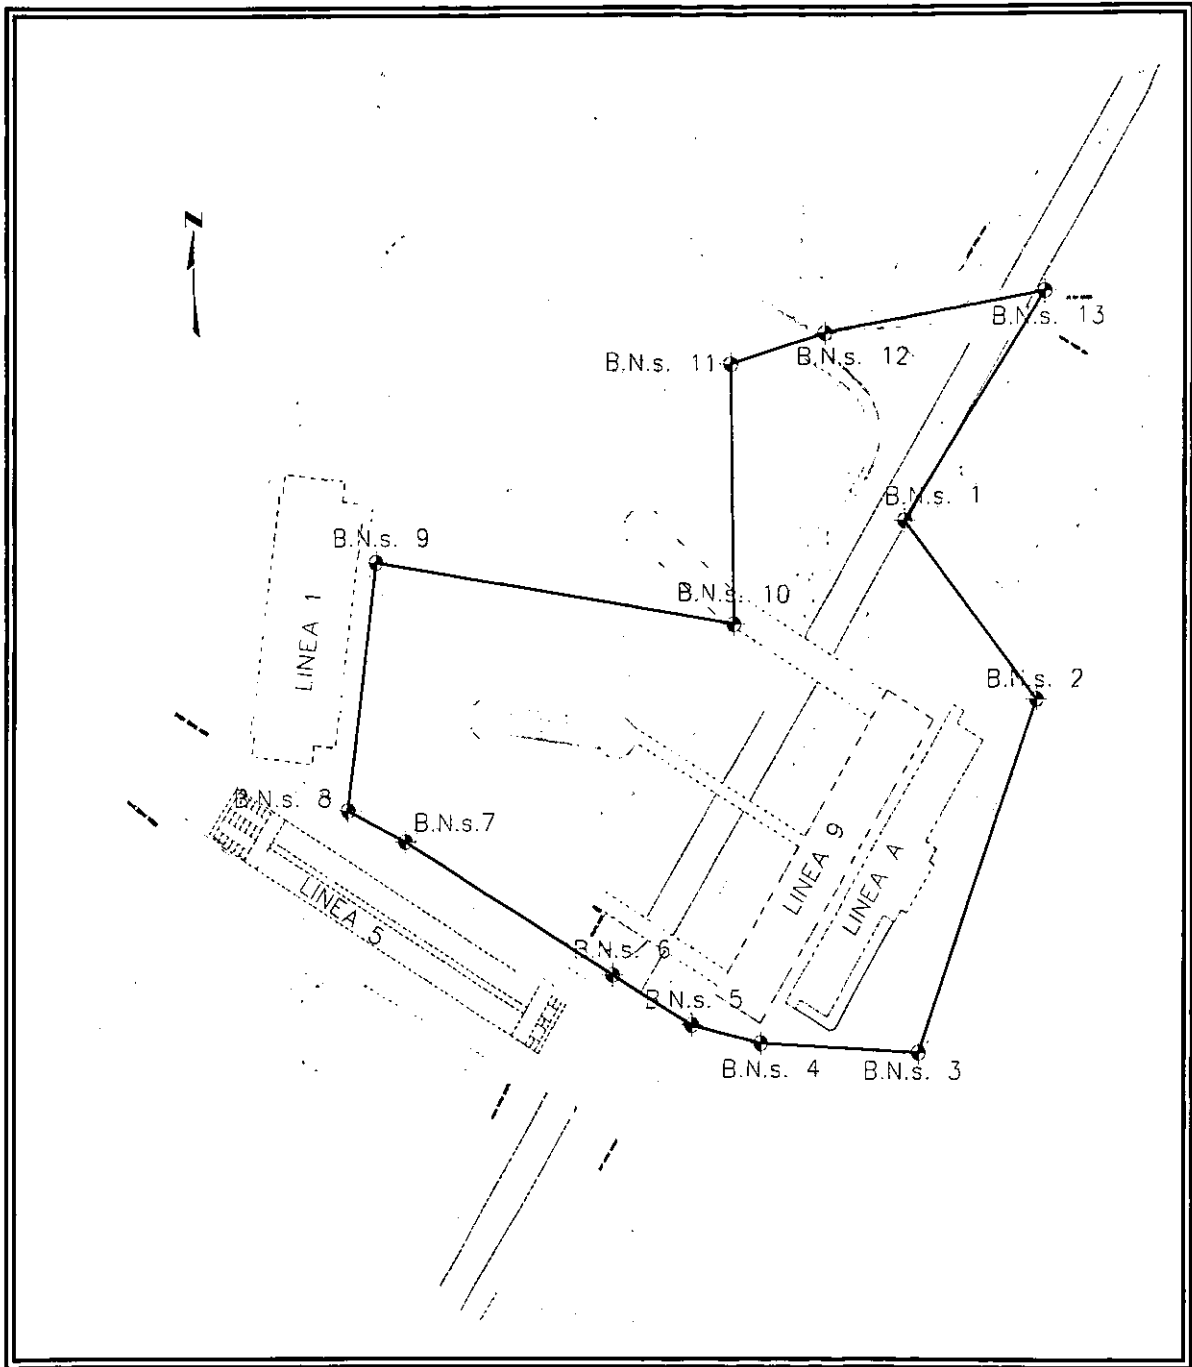 N
B.N.s. 13
B.N.s. 12
B.N.s. 11
B.N.s. 1
B.N.s. 9
B.N.s. 10
LINEA 1
B.N.s. 2
B.N.s. 8
B.N.s.7
LINEA 9
LINEA A
LINEA 5
B.N.s. 6
B.N.s. 5
B.N.s. 4
B.N.s. 3